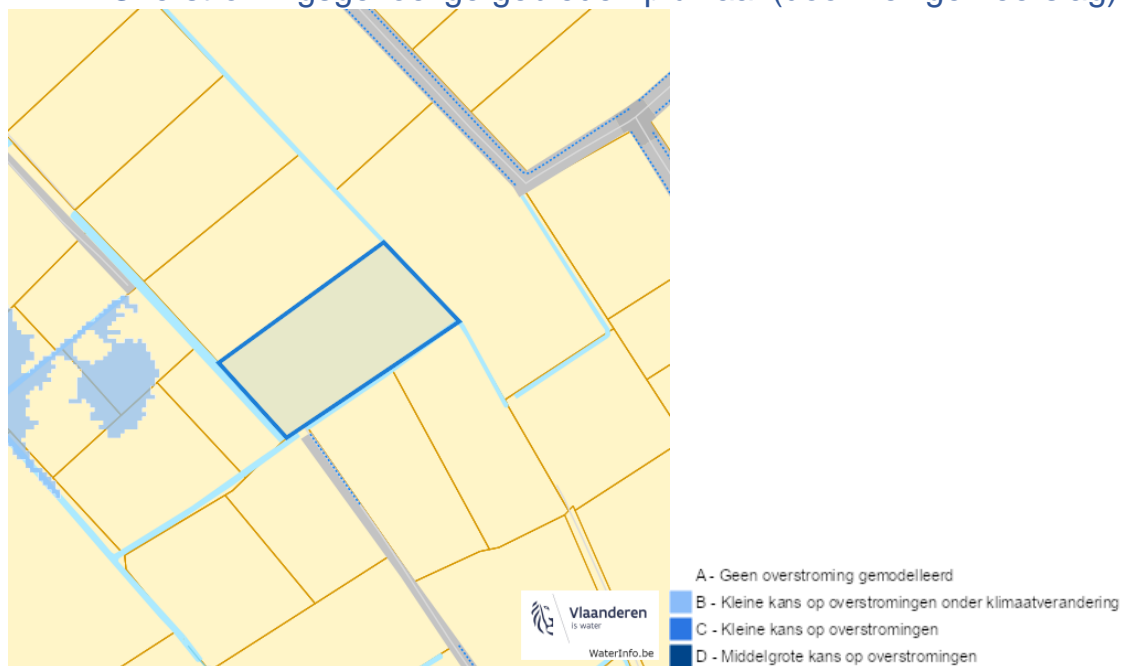 (door
A - Geen overstroming gemodelleerd
B - Kleine kans op overstromingen onder klimaatverandering
C - Kleine kans op overstromingen
D - Middelgrote kans op overstromingen
Vlaanderen
is water
WaterInfo.be